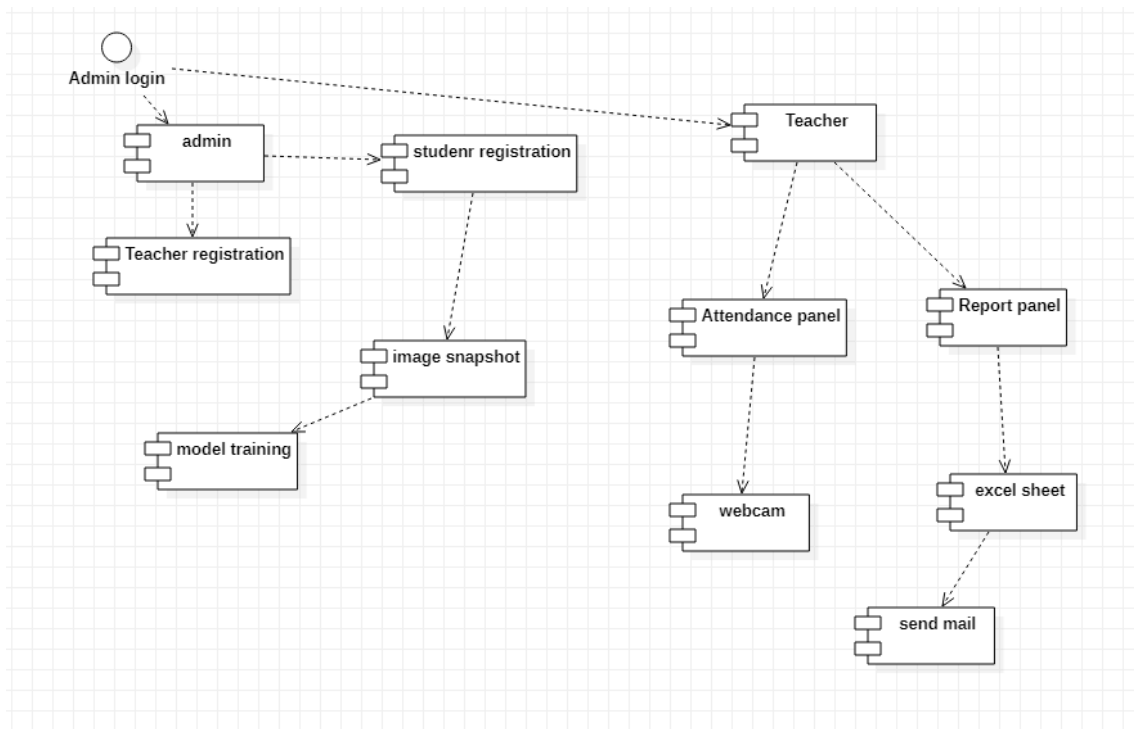 Admin login
admin
studenr registration
Teacher
Teacher registration
Attendance panel
Report panel
image snapshot
model training
webcam
excel sheet
send mail